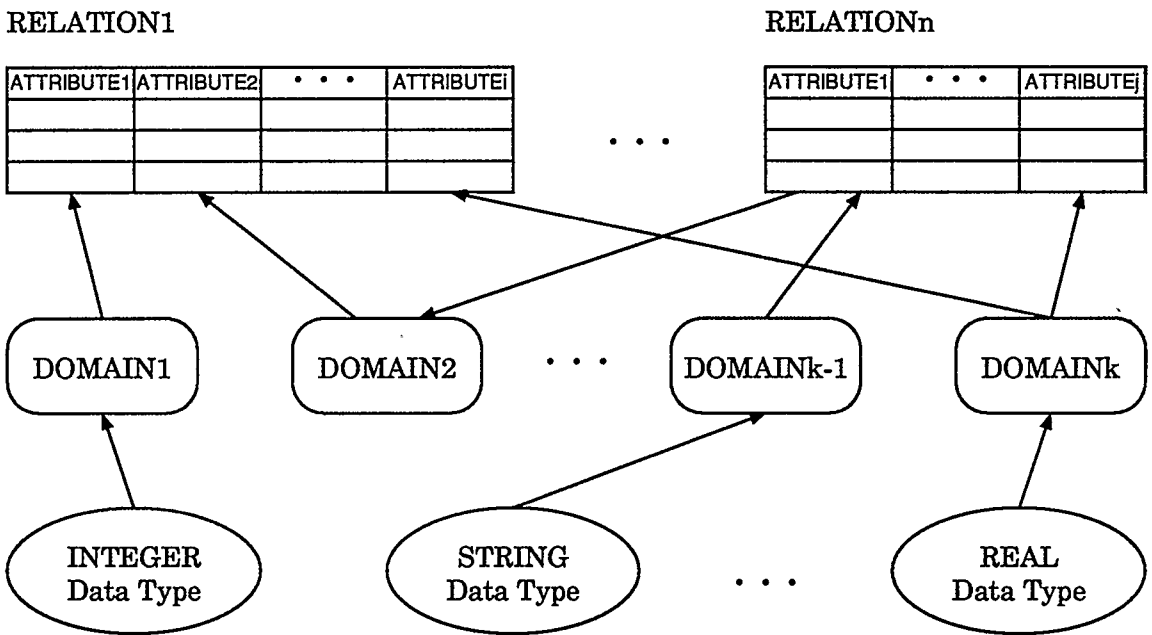 RELATION1 RELATIONn
ATTRIBUTE1 ATTRIBUTE2 • • • ATTRIBUTEi ATTRIBUTE1 • • • ATTRIBUTEj
• • •
DOMAIN1 DOMAIN2 • • • DOMAINk-1 DOMAINk
INTEGER
Data Type
STRING
Data Type
• • •
REAL
Data Type